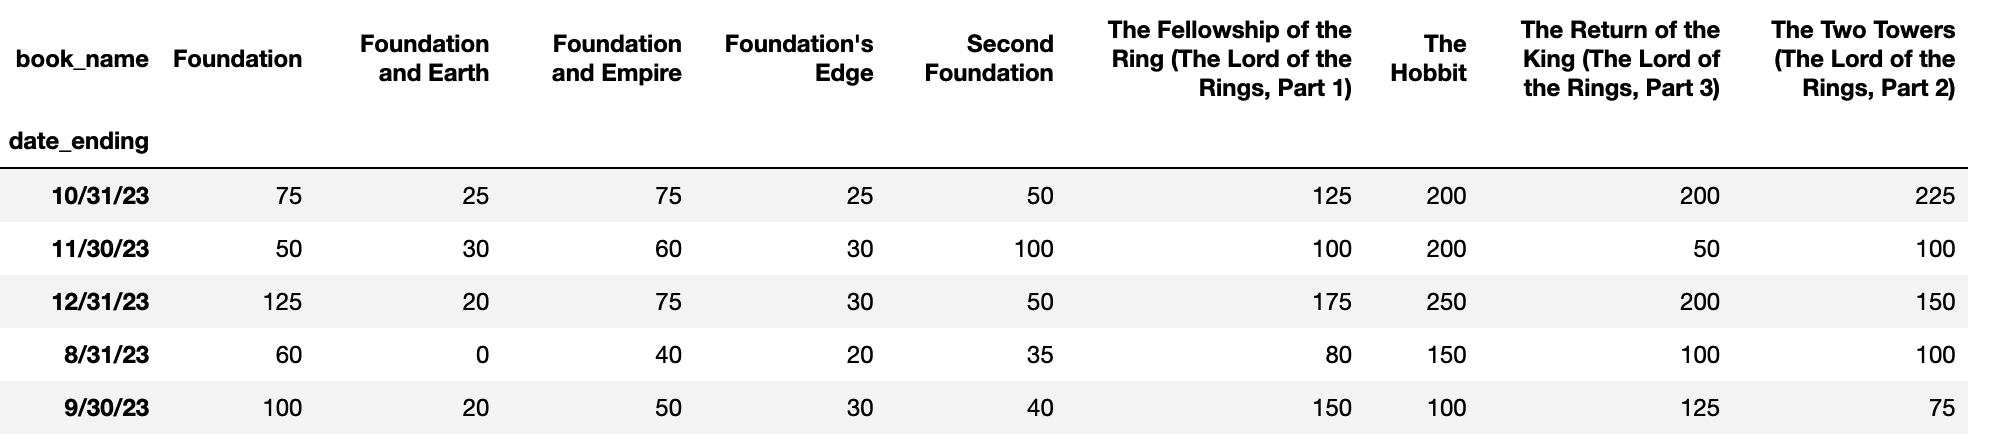 book_name Foundation Foundation and Earth Foundation and Empire Foundation's Edge Second Foundation The Fellowship of the Ring (The Lord of the Rings, Part 1) The Hobbit The Return of the King (The Lord of the Rings, Part 3) The Two Towers (The Lord of the Rings, Part 2)
date_ending
10/31/23 75 25 75 25 50 125 200 200 225
11/30/23 50 30 60 30 100 100 200 50 100
12/31/23 125 20 75 30 50 175 250 200 150
8/31/23 60 0 40 20 35 80 150 100 100
9/30/23 100 20 50 30 40 150 100 125 75